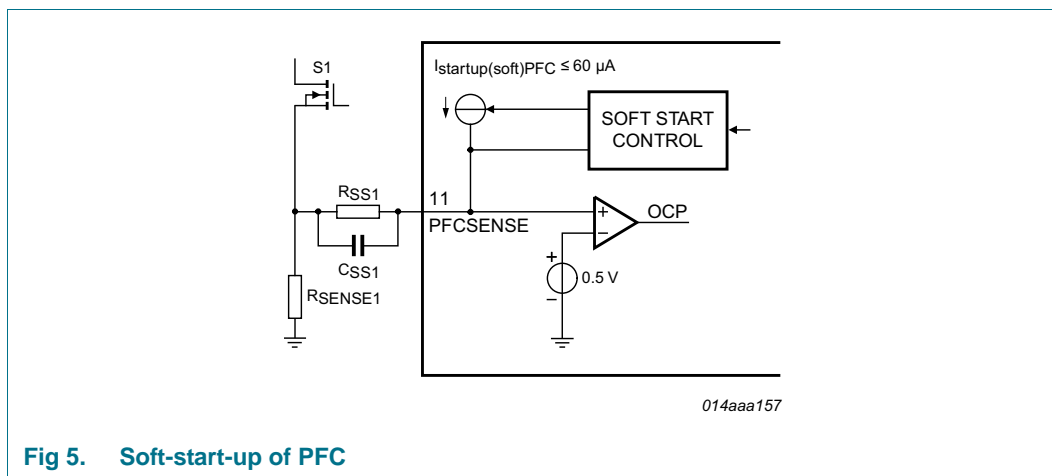 Istartup(soft)PFC ≤ 60 μA
S1
SOFT START
CONTROL
RSS1
11
PFCSENSE
CSS1
+
−
OCP
+
0.5 V
−
RSENSE1
014aaa157
Fig 5. Soft-start-up of PFC